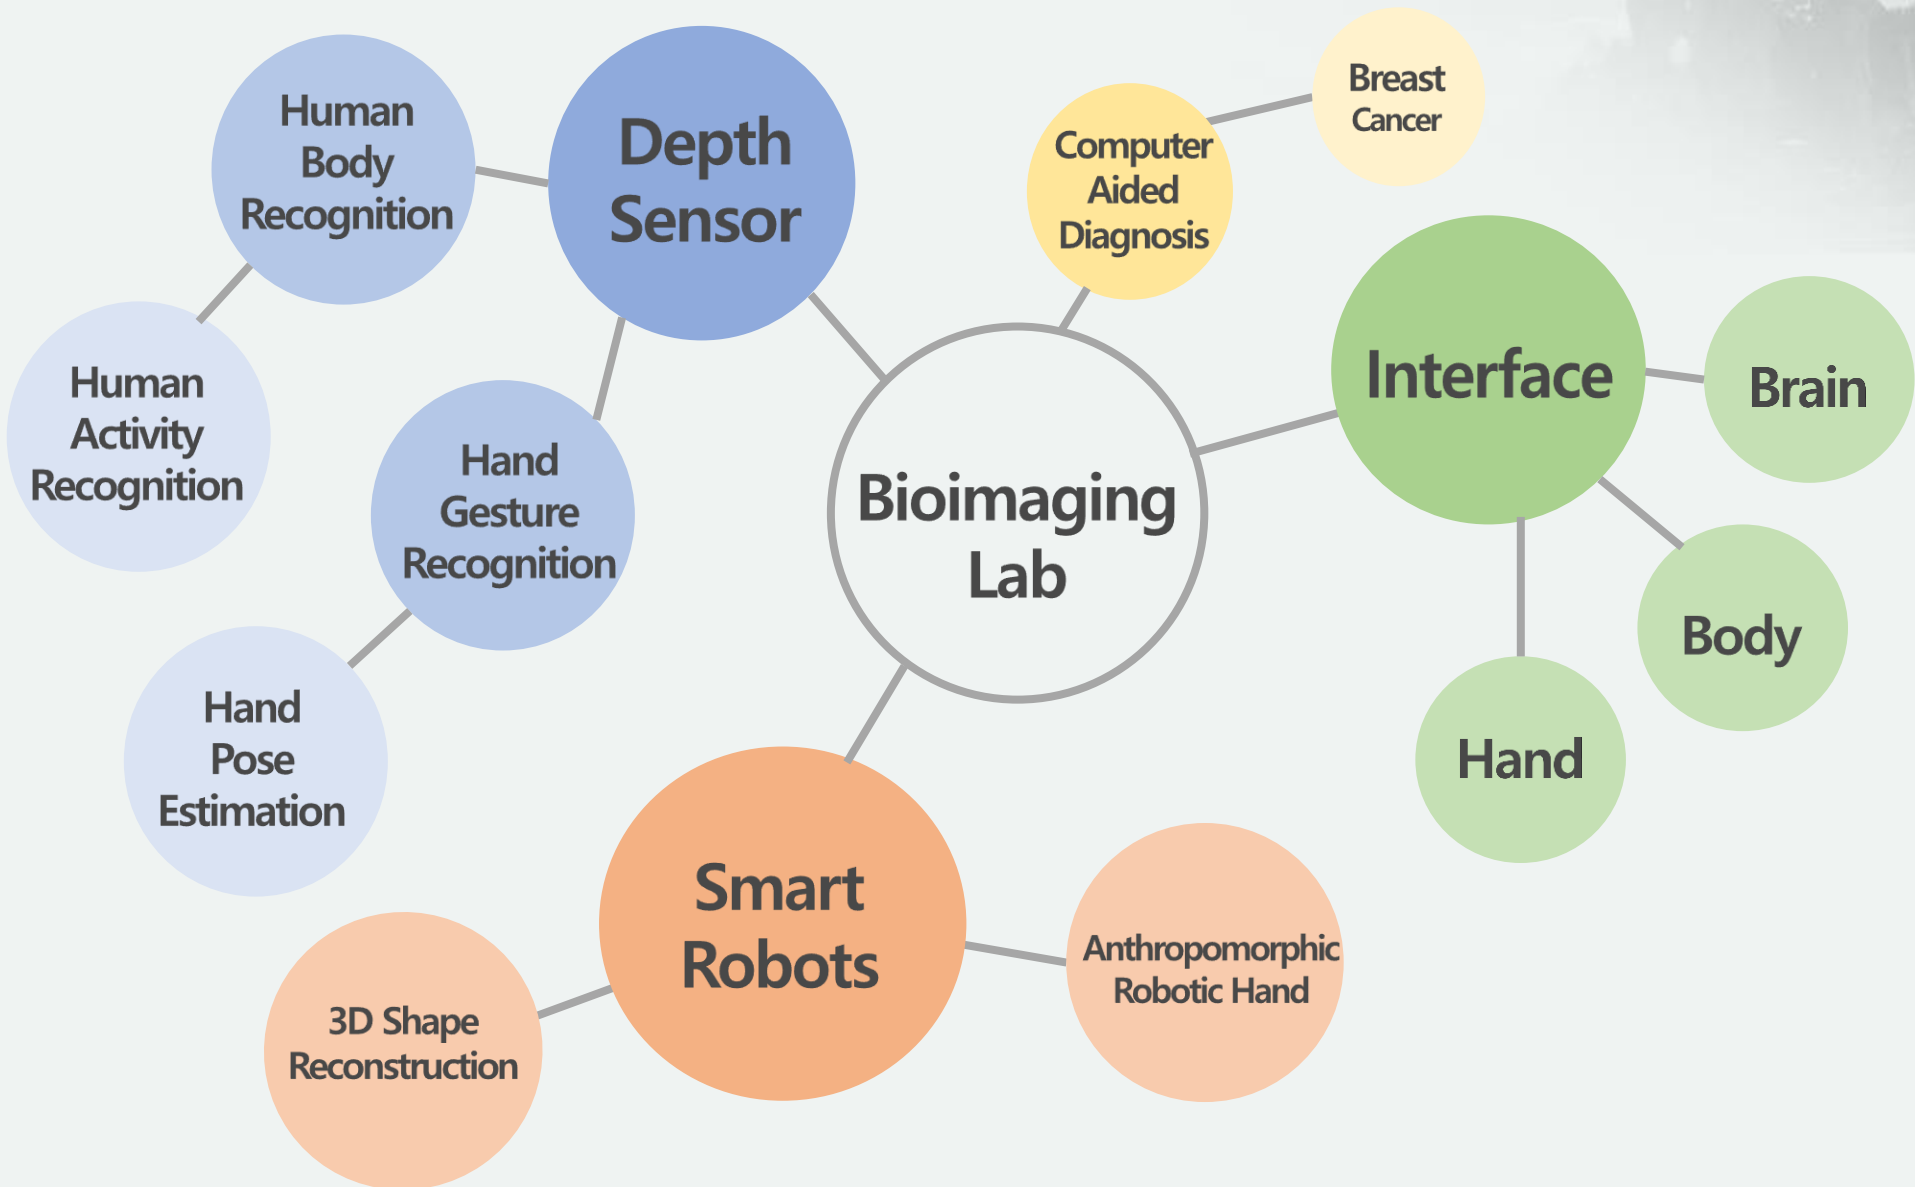 Human
Body
Recognition
Depth
Sensor
Computer
Aided
Diagnosis
Breast
Cancer
Human
Activity
Recognition
Hand
Gesture
Recognition
Bioimaging
Lab
Interface
Brain
Body
Hand
Hand
Pose
Estimation
Smart
Robots
3D Shape
Reconstruction
Anthropomorphic
Robotic Hand